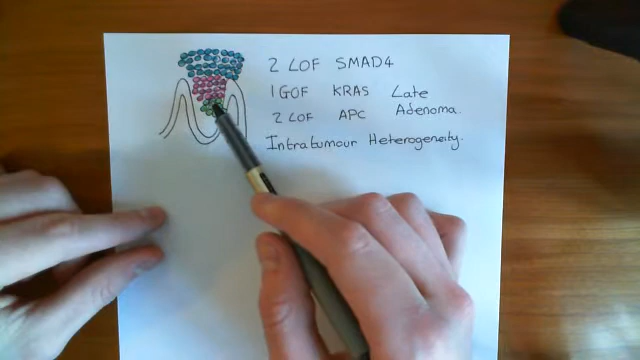 2 LOF SMAD4
1 GOF KRAS Late
2 LOF APC Adenoma.
Intratumour Heterogeneity.